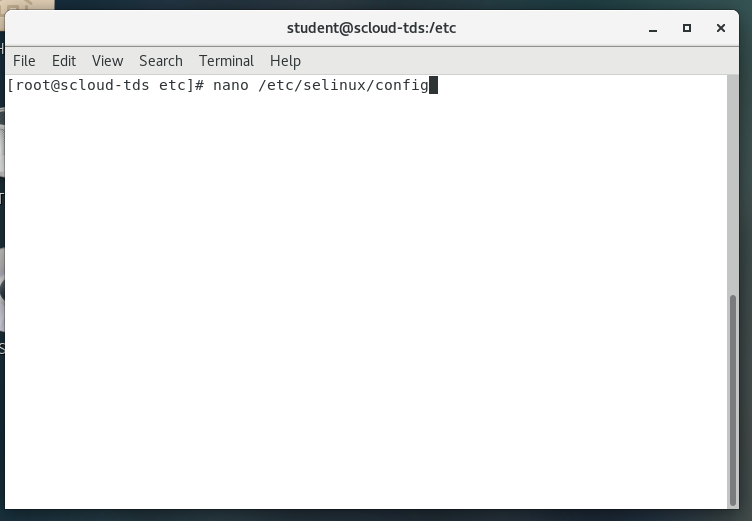 student@scloud-tds:/etc
File Edit View Search Terminal Help
[root@scloud-tds etc]# nano /etc/selinux/config